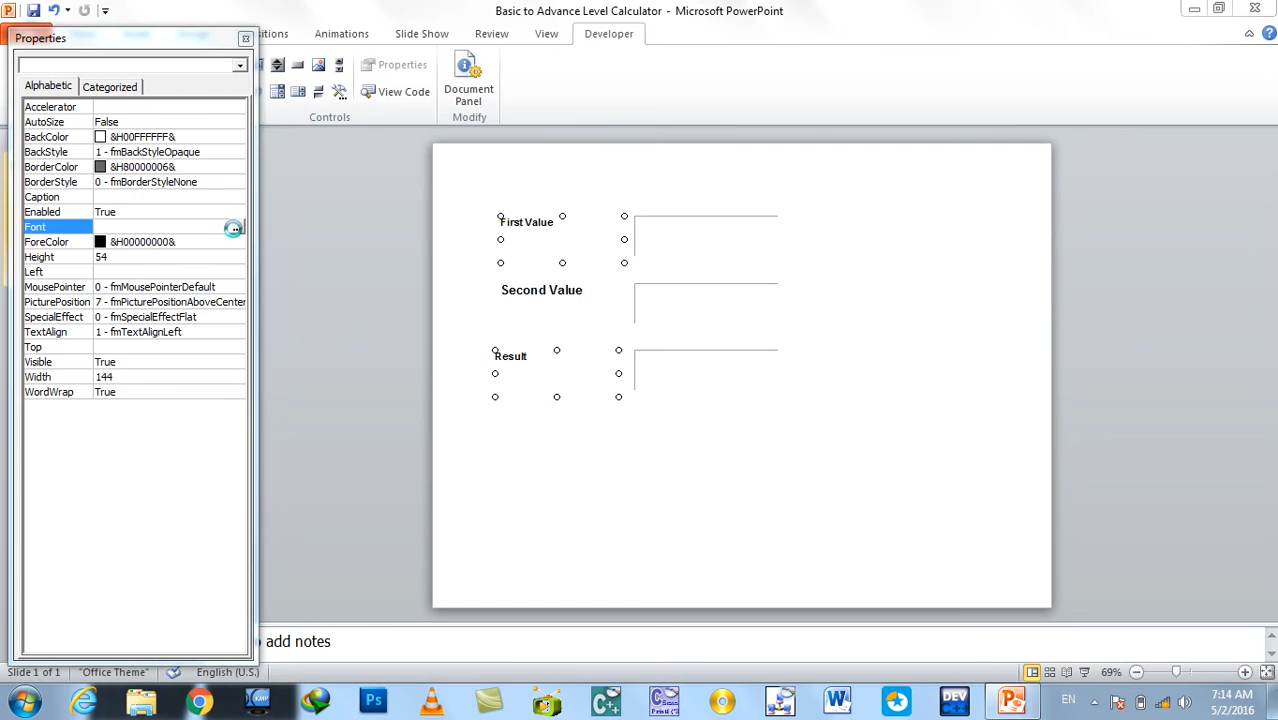 Basic to Advance Level Calculator - Microsoft PowerPoint
Properties
sitions
Animations
Slide Show
Review
View
Developer
Alphabetic
Categorized
Properties
View Code
Document
Panel
Controls
Modify
Accelerator
AutoSize False
BackColor &H00FFFFFF&
BackStyle 1 - fmBackStyleOpaque
BorderColor &H80000006&
BorderStyle 0 - fmBorderStyleNone
Caption
Enabled True
Font
ForeColor &H00000000&
Height 54
Left
MousePointer 0 - fmMousePointerDefault
PicturePosition 7 - fmPicturePositionAboveCenter
SpecialEffect 0 - fmSpecialEffectFlat
TextAlign 1 - fmTextAlignLeft
Top
Visible True
Width 144
WordWrap True
First Value
Second Value
Result
add notes
Slide 1 of 1
"Office Theme"
English (U.S.)
69%
EN
7:14 AM
5/2/2016